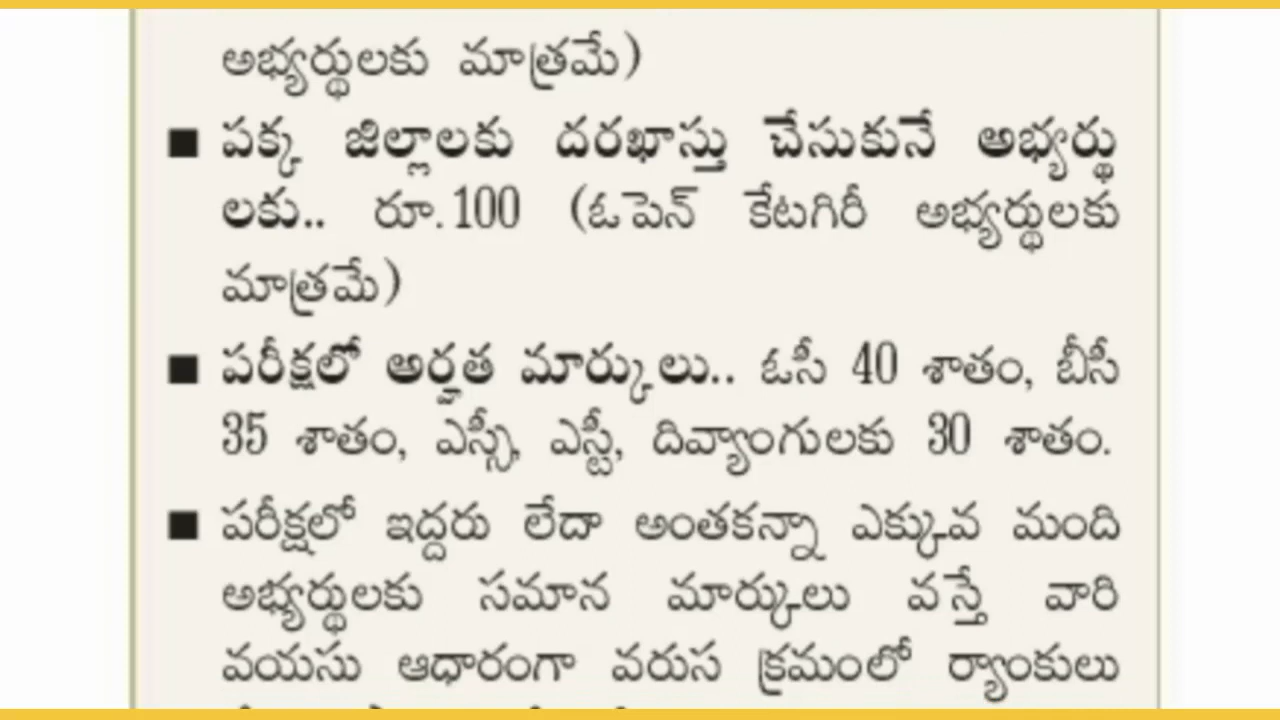 అభ్యర్థులకు మాత్రమే)
■ పక్క జిల్లాలకు దరఖాస్తు చేసుకునే అభ్యర్థు
లకు.. రూ.100 (ఓపెన్ కేటగిరీ అభ్యర్థులకు
మాత్రమే)
■ పరీక్షలో అర్హత మార్కులు.. ఓసీ 40 శాతం, బీసీ
35 శాతం, ఎస్సీ, ఎస్టీ, దివ్యాంగులకు 30 శాతం.
■ పరీక్షలో ఇద్దరు లేదా అంతకన్నా ఎక్కువ మంది
అభ్యర్థులకు సమాన మార్కులు వస్తే వారి
వయసు ఆధారంగా వరుస క్రమంలో ర్యాంకులు